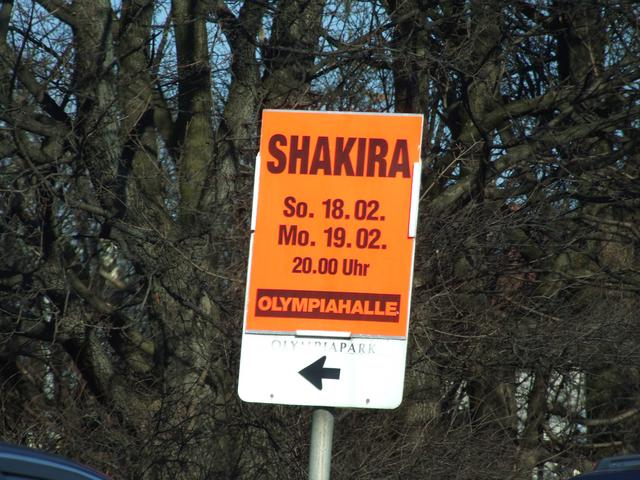 SHAKIRA
So. 18. 02.
Mo. 19. 02.
20.00 Uhr
OLYMPIAHALLE
OLYMPIAPARK